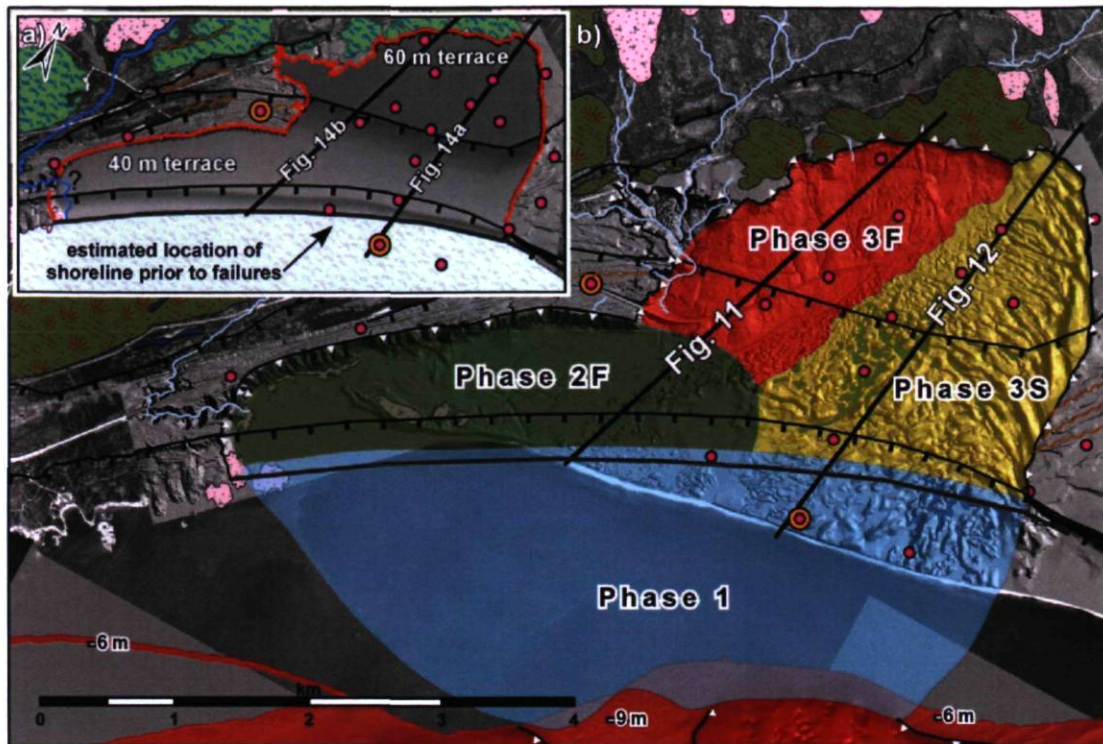 a)
N
60 m terrace
Fig. 14b
Fig. 14a
40 m terrace
?
estimated location of
shoreline prior to failures
b)
Phase 3F
Fig. 11
Fig. 12
Phase 2F
Phase 3S
Phase 1
-6 m
-9 m
-6 m
km
0 1 2 3 4